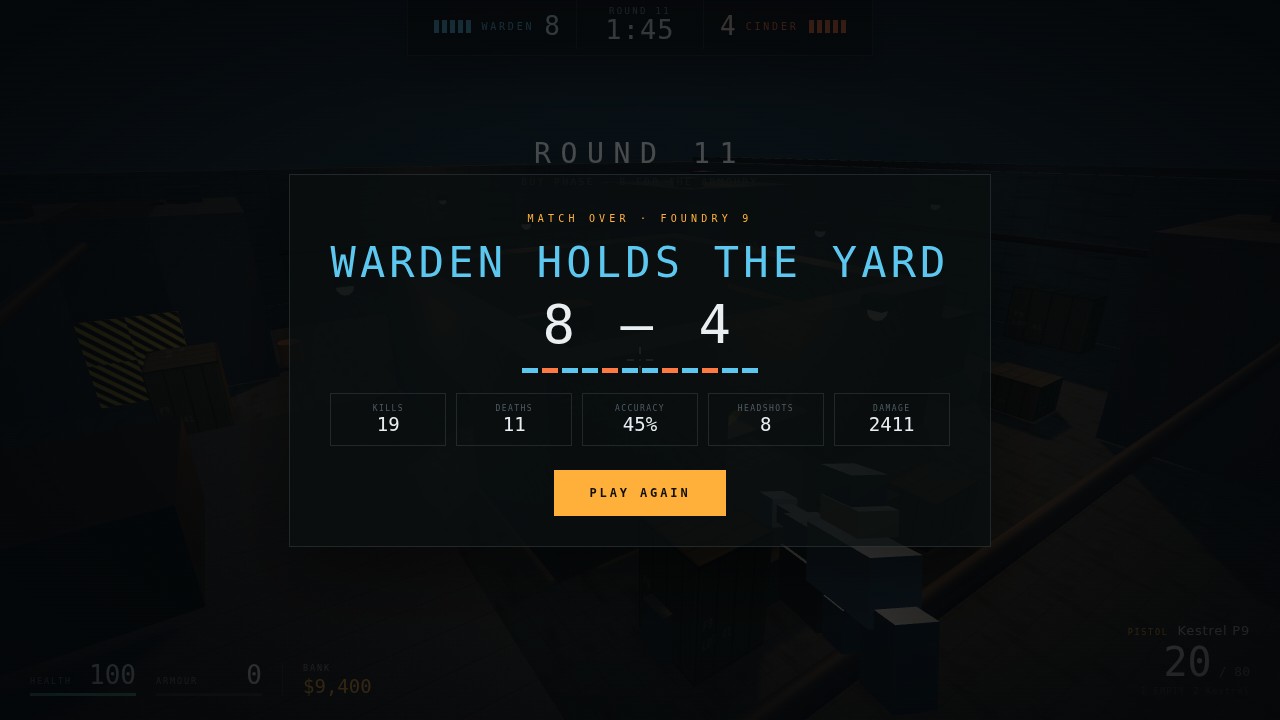 WARDEN 8
ROUND 11
1:45
4 CINDER
ROUND 11
MATCH OVER · FOUNDRY 9
WARDEN HOLDS THE YARD
8 — 4
KILLS DEATHS ACCURACY HEADSHOTS DAMAGE
19 11 45% 8 2411
PLAY AGAIN
HEALTH 100 ARMOUR 0
BANK
$9,400
PISTOL Kestrel P9
20 / 80